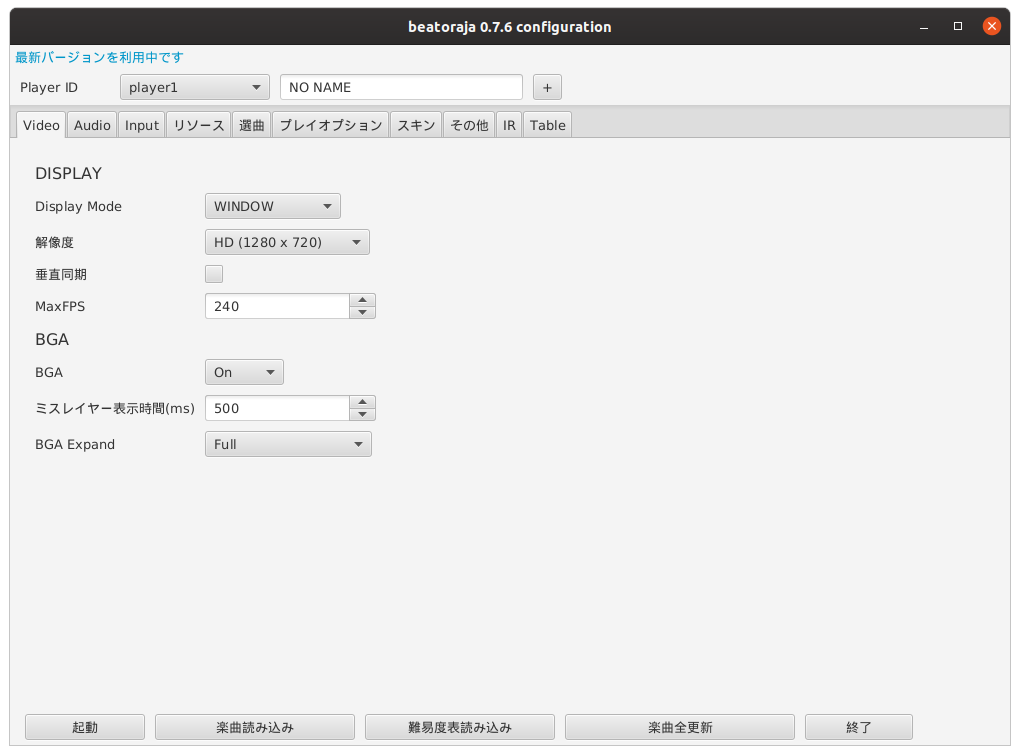 beatoraja 0.7.6 configuration
最新バージョンを利用中です
Player ID player1 NO NAME +
Video Audio Input リソース 選曲 プレイオプション スキン その他 IR Table
DISPLAY
Display Mode WINDOW
解像度 HD (1280 x 720)
垂直同期
MaxFPS 240
BGA
BGA On
ミスレイヤー表示時間(ms) 500
BGA Expand Full
起動 楽曲読み込み 難易度表読み込み 楽曲全更新 終了